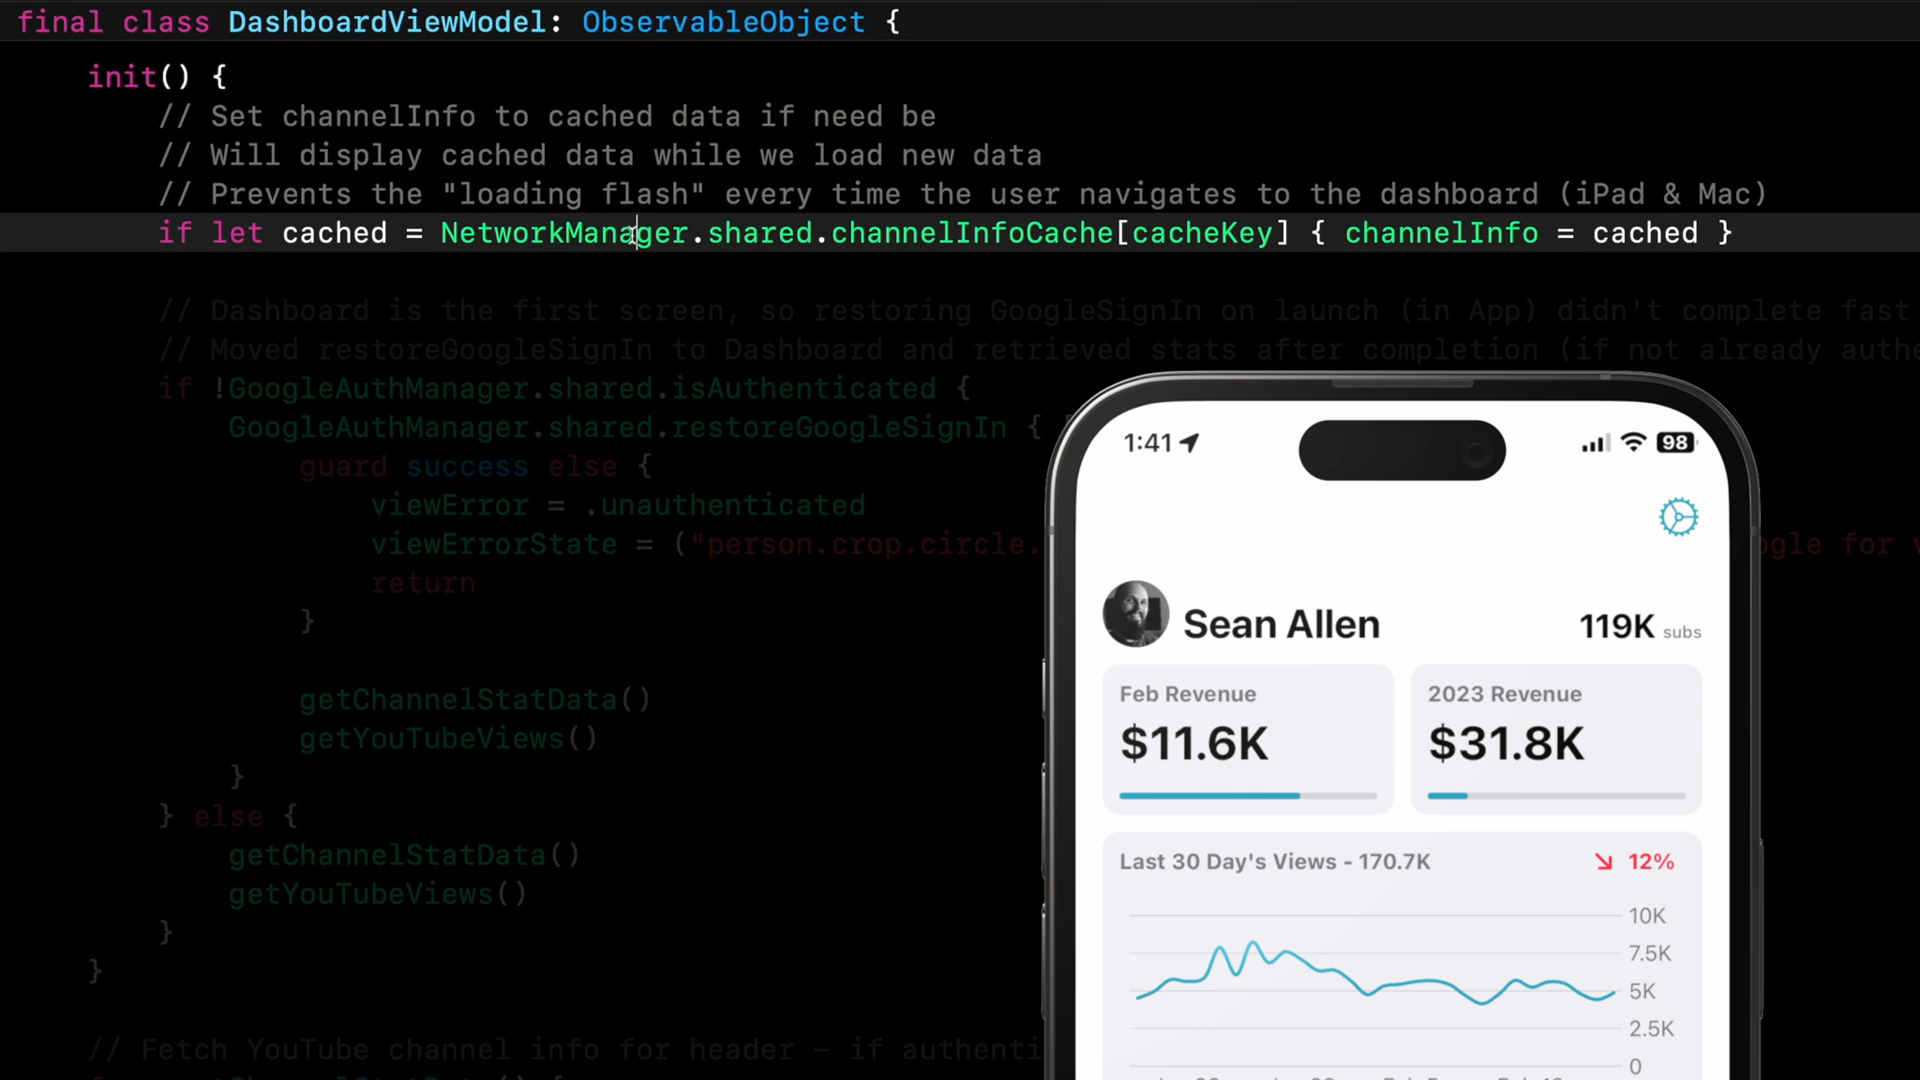 final class DashboardViewModel: ObservableObject {
init() {
// Set channelInfo to cached data if need be
// Will display cached data while we load new data
// Prevents the "loading flash" every time the user navigates to the dashboard (iPad & Mac)
if let cached = NetworkManager.shared.channelInfoCache[cacheKey] { channelInfo = cached }
// Dashboard is the first screen, so restoring GoogleSignIn on launch (in App) didn't complete fast
// Moved restoreGoogleSignIn to Dashboard and retrieved stats after completion (if not already authe
if !GoogleAuthManager.shared.isAuthenticated {
GoogleAuthManager.shared.restoreGoogleSignIn {
guard success else {
viewError = .unauthenticated
viewErrorState = ("person.crop.circle. ogle for
return
}
getChannelStatData()
getYouTubeViews()
}
} else {
getChannelStatData()
getYouTubeViews()
}
}
// Fetch YouTube channel info for header – if authenti
1:41
98
Sean Allen
119K subs
Feb Revenue
$11.6K
2023 Revenue
$31.8K
Last 30 Day's Views - 170.7K
12%
10K
7.5K
5K
2.5K
0